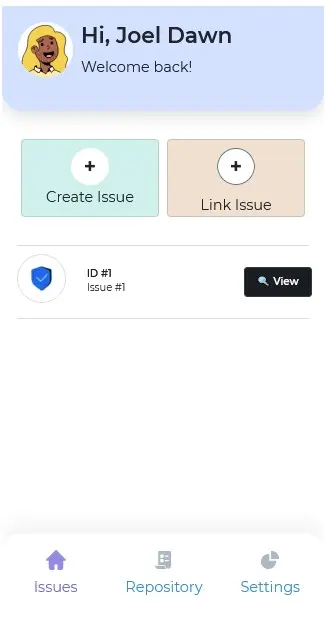 Hi, Joel Dawn
Welcome back!
+ +
Create Issue Link Issue
ID #1
Issue #1
View
Issues Repository Settings